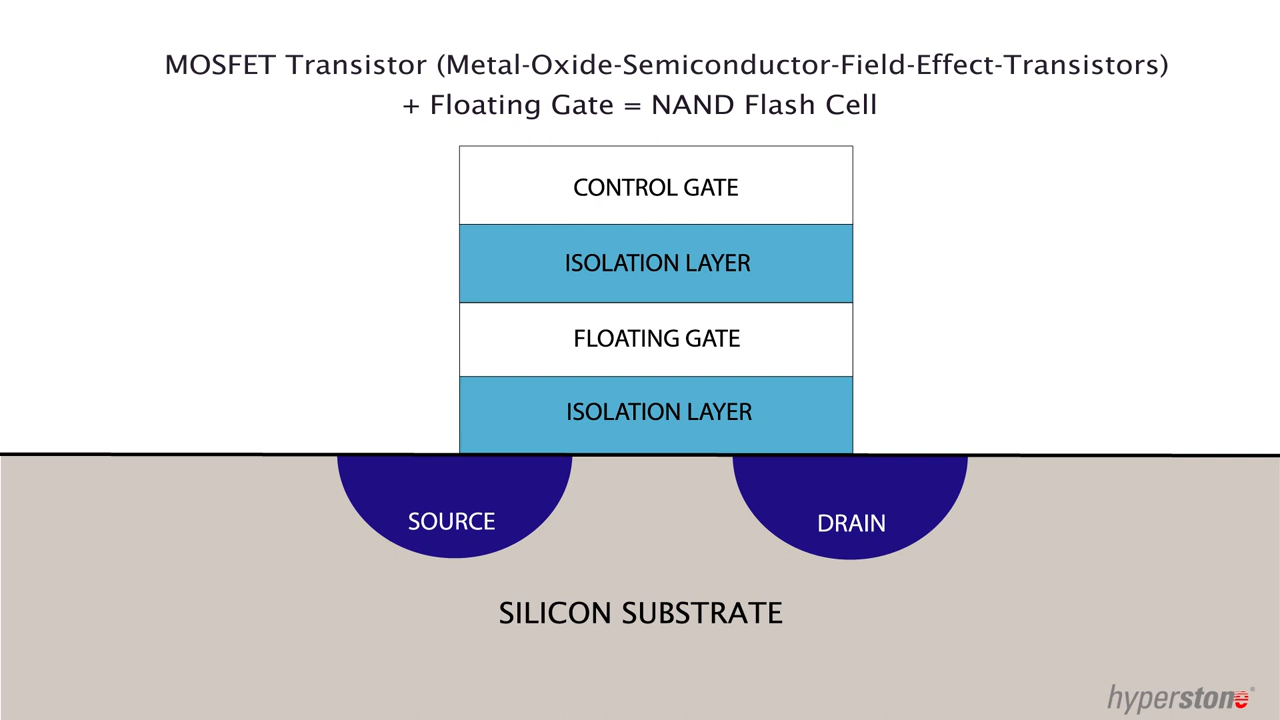 MOSFET Transistor (Metal-Oxide-Semiconductor-Field-Effect-Transistors)
+ Floating Gate = NAND Flash Cell
CONTROL GATE
ISOLATION LAYER
FLOATING GATE
ISOLATION LAYER
SOURCE
DRAIN
SILICON SUBSTRATE
hyperstone®